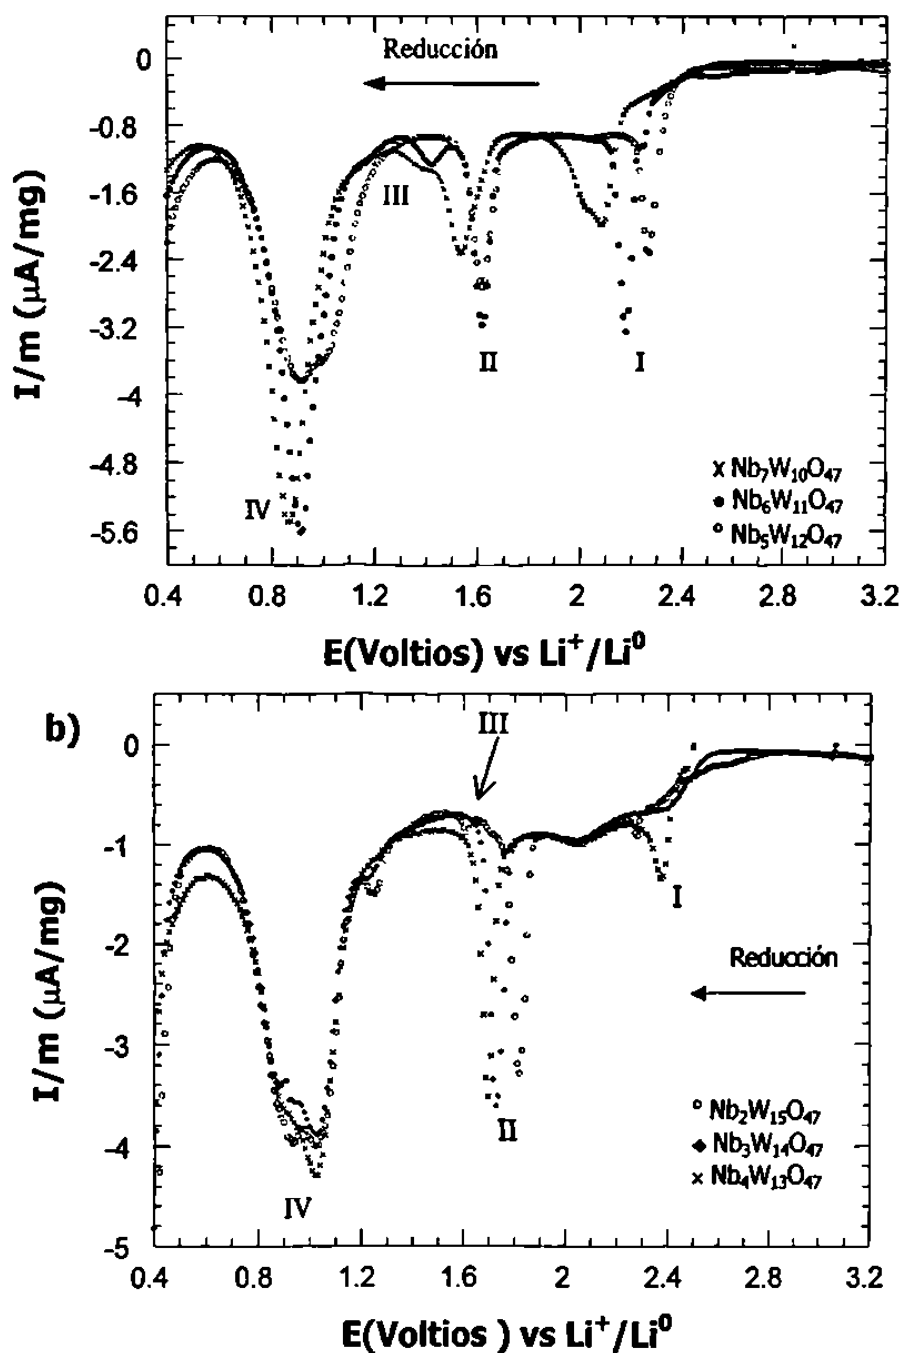 Reducción
0
-0.8
-1.6
-2.4
-3.2
-4
-4.8
-5.6
I/m (μA/mg)
III
II
I
IV
× Nb₇W₁₀O₄₇
● Nb₆W₁₁O₄₇
○ Nb₅W₁₂O₄₇
0.4 0.8 1.2 1.6 2 2.4 2.8 3.2
E(Voltios) vs Li⁺/Li⁰
b)
III
0
-1
-2
-3
-4
-5
I/m (μA/mg)
I
Reducción
II
IV
○ Nb₂W₁₅O₄₇
◆ Nb₃W₁₄O₄₇
× Nb₄W₁₃O₄₇
0.4 0.8 1.2 1.6 2 2.4 2.8 3.2
E(Voltios ) vs Li⁺/Li⁰